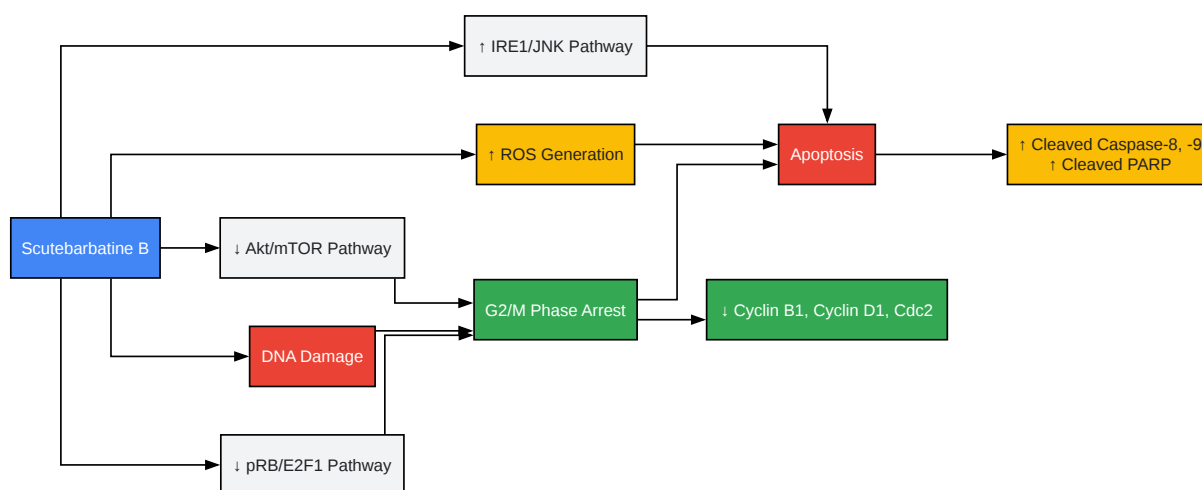 ↑ IRE1/JNK Pathway
↑ ROS Generation
Apoptosis
↑ Cleaved Caspase-8, -9
↑ Cleaved PARP
Scutebarbatine B
↓ Akt/mTOR Pathway
G2/M Phase Arrest
↓ Cyclin B1, Cyclin D1, Cdc2
DNA Damage
↓ pRB/E2F1 Pathway